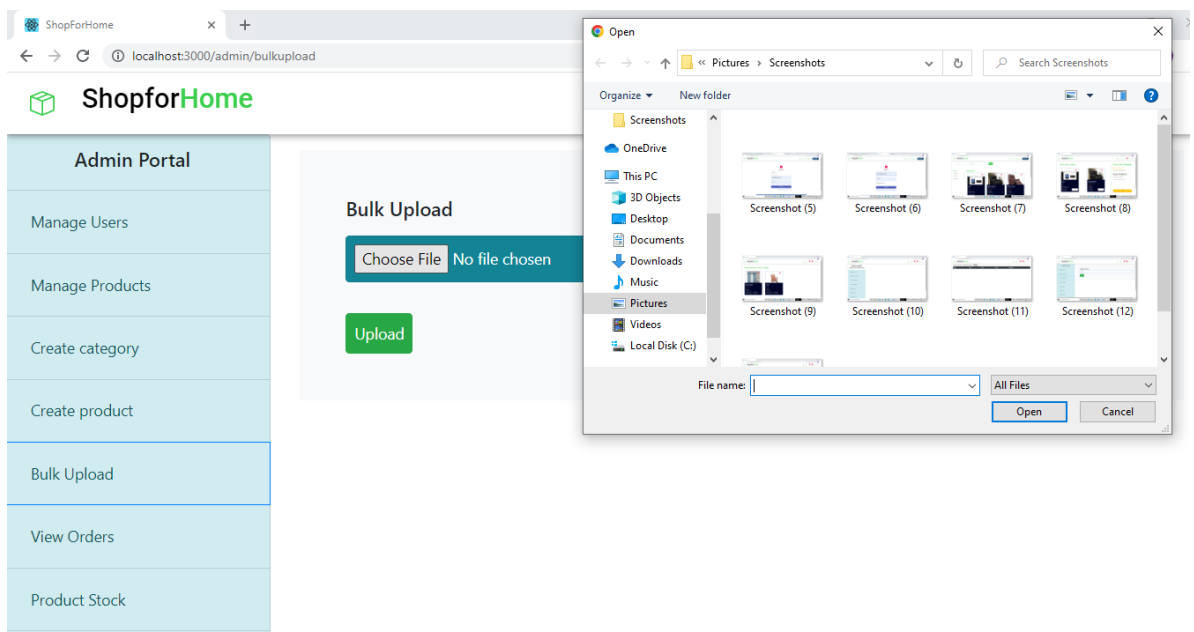 ShopForHome
localhost:3000/admin/bulkupload
ShopforHome
Admin Portal
Manage Users
Manage Products
Create category
Create product
Bulk Upload
View Orders
Product Stock
Bulk Upload
Choose File No file chosen
Upload
Open
« Pictures › Screenshots
Search Screenshots
Organize
New folder
Screenshots
OneDrive
This PC
3D Objects
Desktop
Documents
Downloads
Music
Pictures
Videos
Local Disk (C:)
Screenshot (5) Screenshot (6) Screenshot (7) Screenshot (8)
Screenshot (9) Screenshot (10) Screenshot (11) Screenshot (12)
File name:
All Files
Open Cancel